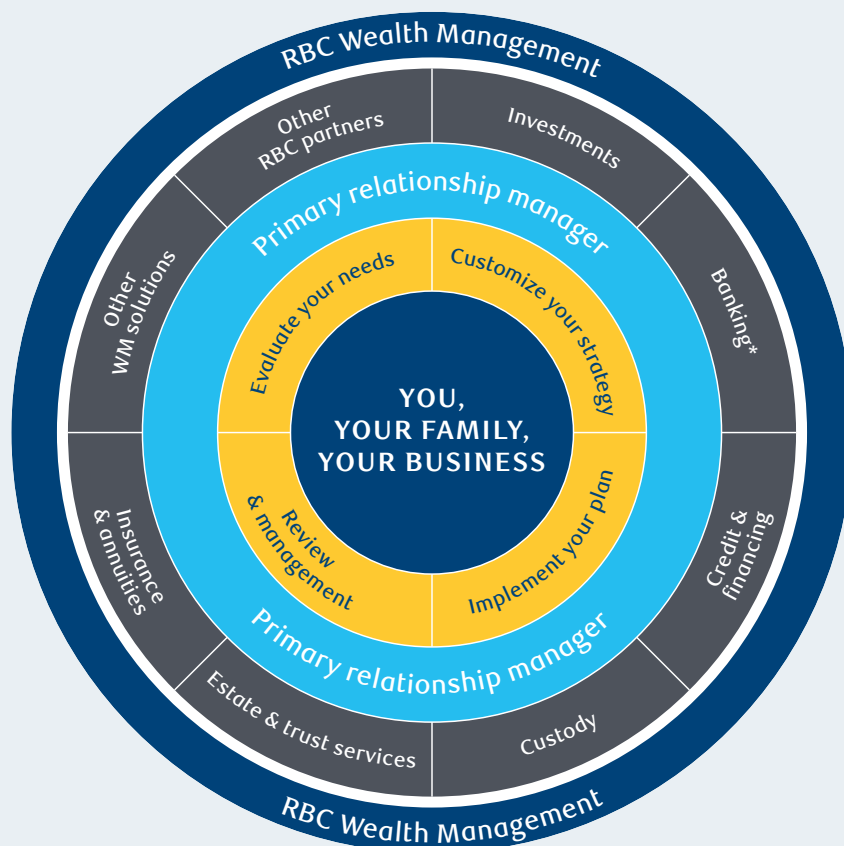 RBC Wealth Management
Other
RBC partners
Investments
Banking*
Credit &
financing
Custody
Estate & trust services
Insurance
& annuities
Other
WM solutions
Primary relationship manager
Evaluate your needs
Customize your strategy
Implement your plan
Review
& management
YOU,
YOUR FAMILY,
YOUR BUSINESS
Primary relationship manager
RBC Wealth Management